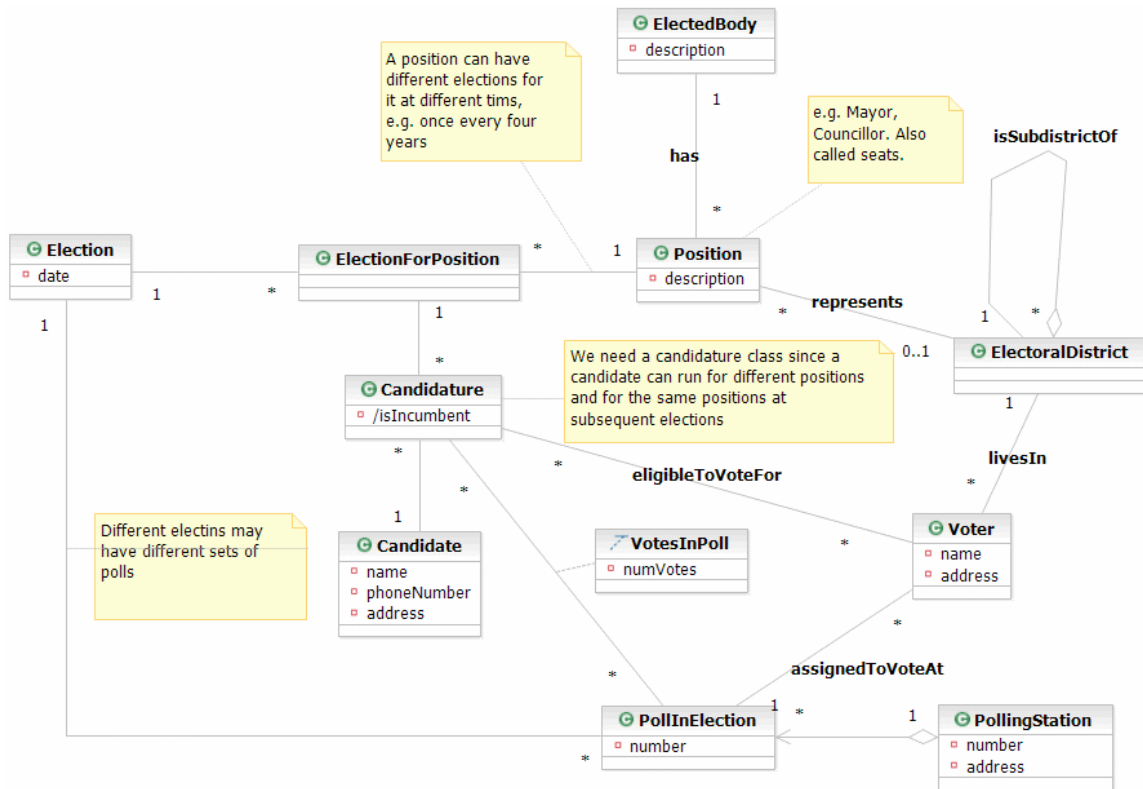 ElectedBody
description
A position can have
different elections for
it at different tims,
e.g. once every four
years
1
e.g. Mayor,
Councillor. Also
called seats.
isSubdistrictOf
has
*
Election
date
ElectionForPosition
*
1
Position
description
1
*
represents
*
1
*
1
1
0..1
ElectoralDistrict
*
We need a candidature class since a
candidate can run for different positions
and for the same positions at
subsequent elections
Candidature
/isIncumbent
1
*
*
*
eligibleToVoteFor
livesIn
*
Different electins may
have different sets of
polls
1
Candidate
name
phoneNumber
address
VotesInPoll
numVotes
*
Voter
name
address
*
*
assignedToVoteAt
1
*
1
PollInElection
number
*
PollingStation
number
address